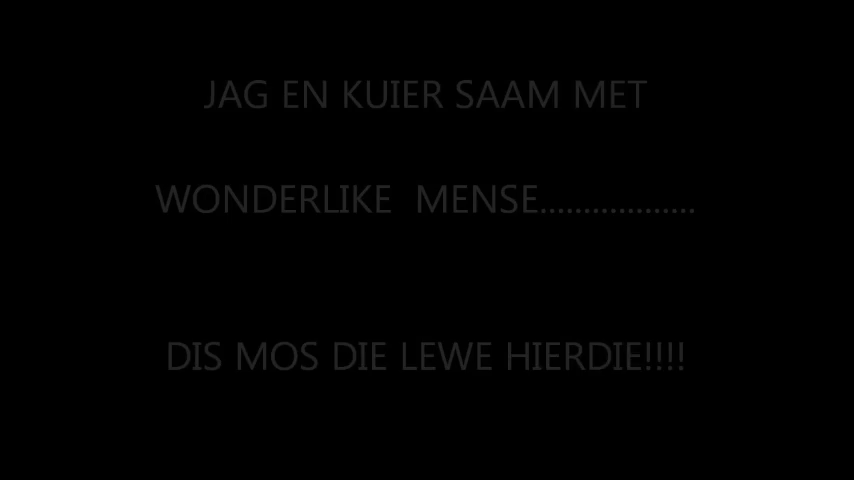 JAG EN KUIER SAAM MET
WONDERLIKE  MENSE..................
DIS MOS DIE LEWE HIERDIE!!!!